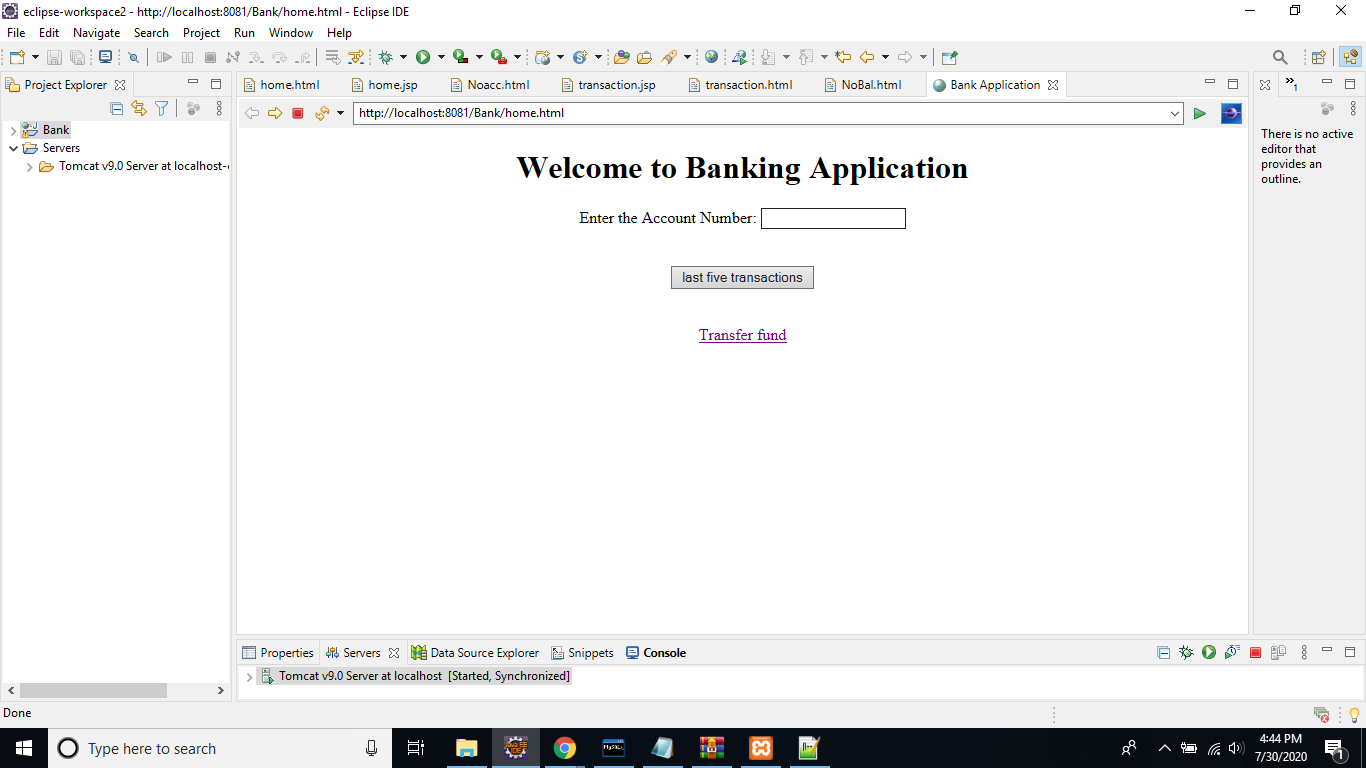 eclipse-workspace2 - http://localhost:8081/Bank/home.html - Eclipse IDE
File Edit Navigate Search Project Run Window Help
Project Explorer
home.html home.jsp Noacc.html transaction.jsp transaction.html NoBal.html Bank Application
1
http://localhost:8081/Bank/home.html
Bank
Servers
Tomcat v9.0 Server at localhost-
There is no active
editor that
provides an
outline.
Welcome to Banking Application
Enter the Account Number:
last five transactions
Transfer fund
Properties Servers Data Source Explorer Snippets Console
Tomcat v9.0 Server at localhost [Started, Synchronized]
Done
Type here to search
4:44 PM
7/30/2020
1